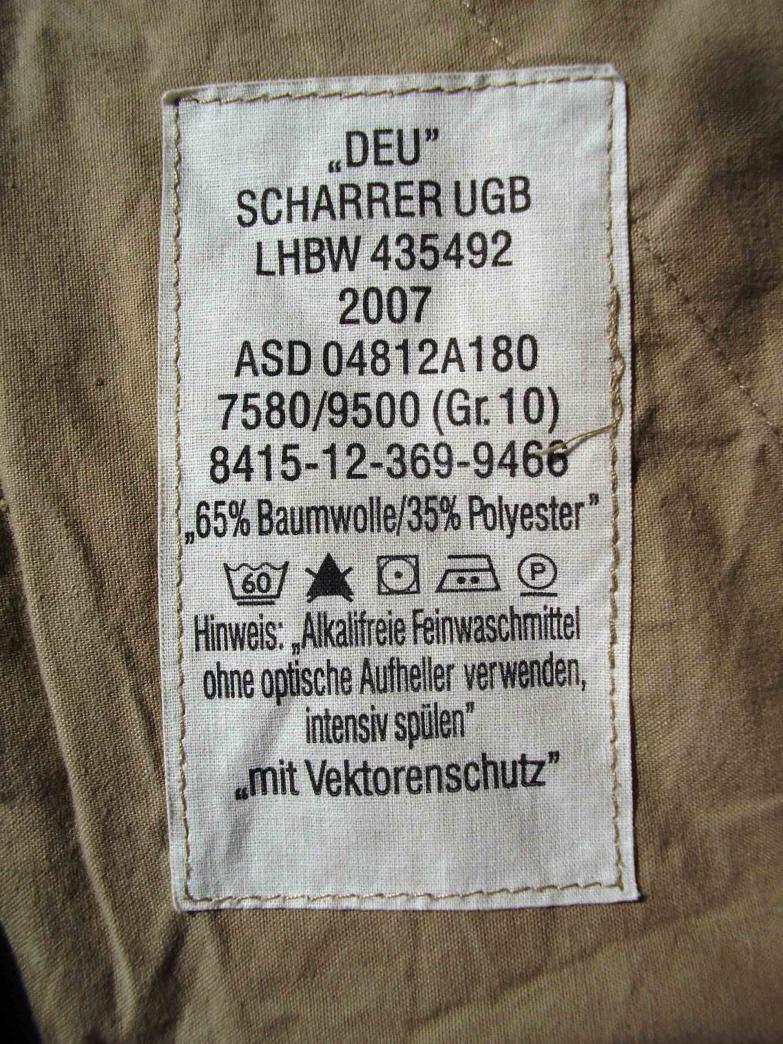 „DEU”
SCHARRER UGB
LHBW 435492
2007
ASD 04812A180
7580/9500 (Gr. 10)
8415-12-369-9466
„65% Baumwolle/35% Polyester”
60 P
Hinweis: „Alkalifreie Feinwaschmittel
ohne optische Aufheller verwenden,
intensiv spülen”
„mit Vektorenschutz”